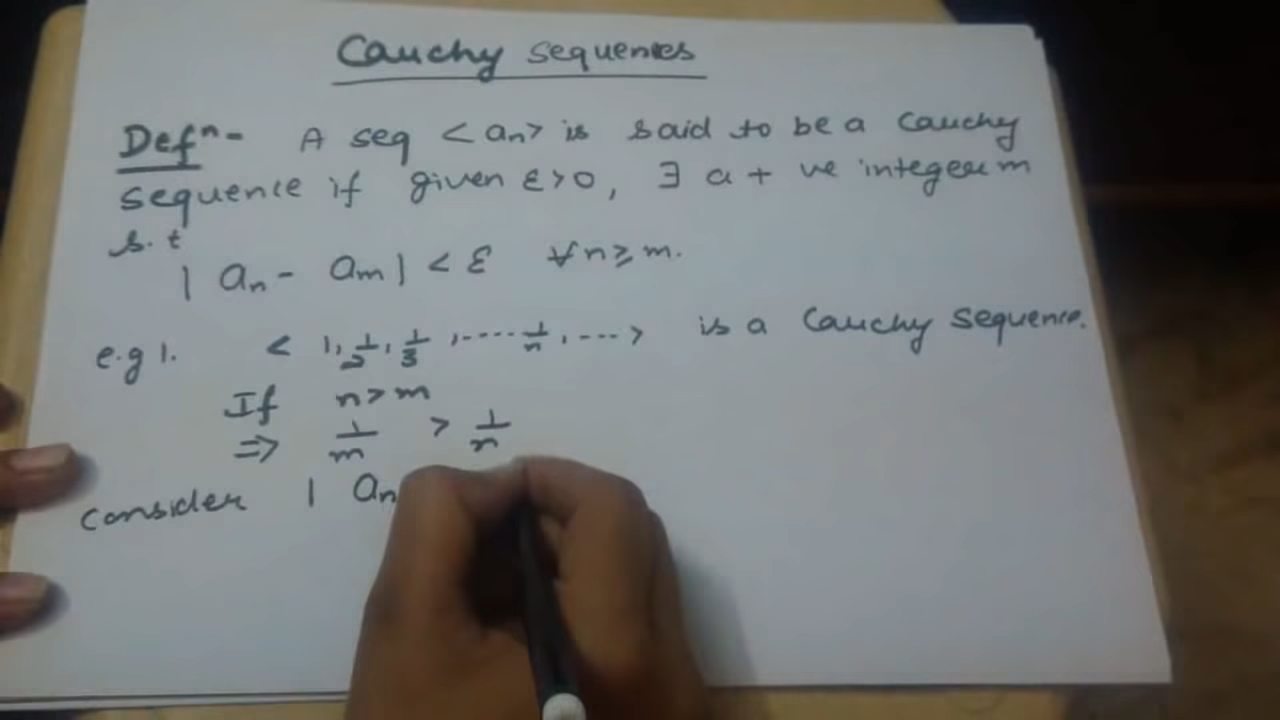 Cauchy sequences
Defⁿ- A seq <aₙ> is said to be a Cauchy
sequence if given ε>0, ∃ a + ve integer m
s.t
| aₙ - aₘ| < ε ∀n≥m.
e.g 1. < 1, 1/2, 1/3, ..... 1/n, ...> is a Cauchy Sequence.
If n>m
=> 1/m > 1/n
consider | aₙ